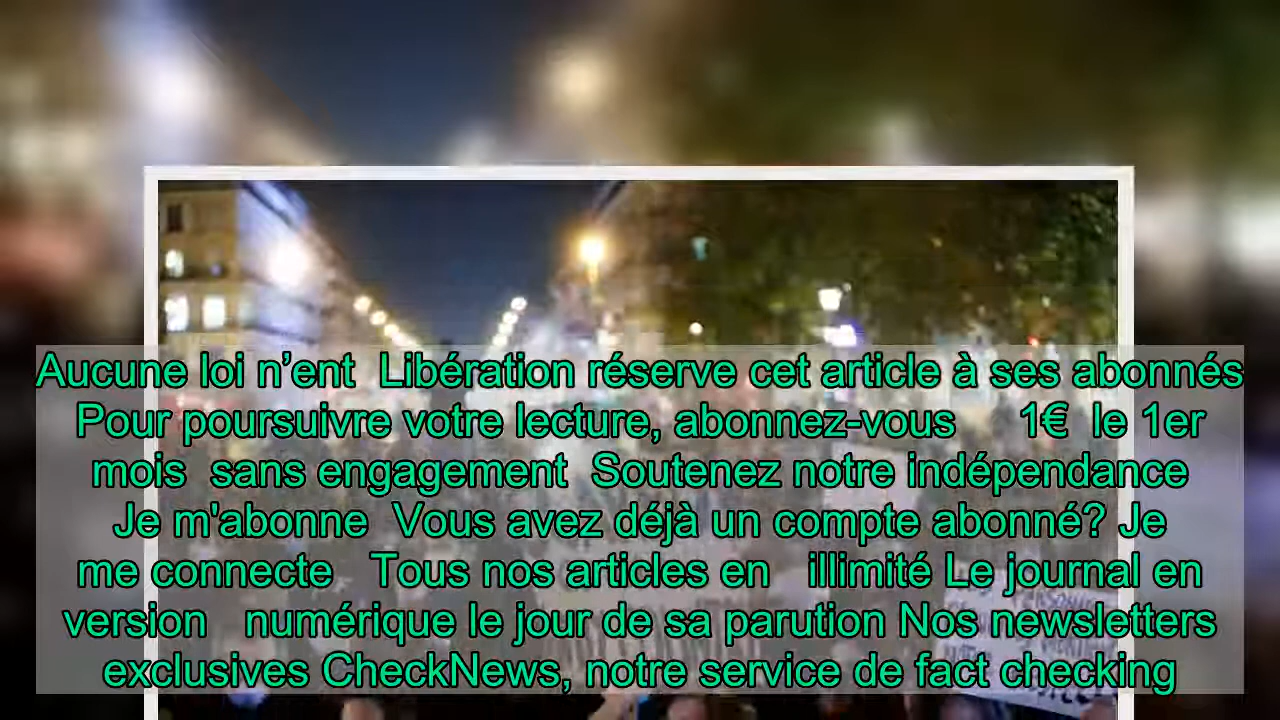 Aucune loi n’ent Libération réserve cet article à ses abonnés
Pour poursuivre votre lecture, abonnez-vous 1€ le 1er
mois sans engagement Soutenez notre indépendance
Je m'abonne Vous avez déjà un compte abonné? Je
me connecte Tous nos articles en illimité Le journal en
version numérique le jour de sa parution Nos newsletters
exclusives CheckNews, notre service de fact checking